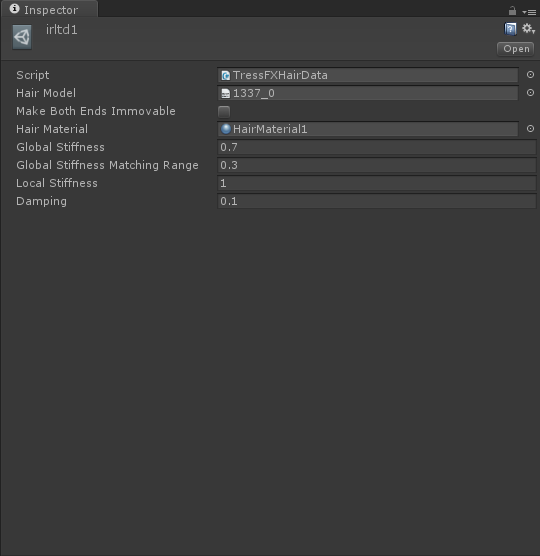 Inspector
irltd1
Open
Script TressFXHairData
Hair Model 1337_0
Make Both Ends Immovable
Hair Material HairMaterial1
Global Stiffness 0.7
Global Stiffness Matching Range 0.3
Local Stiffness 1
Damping 0.1